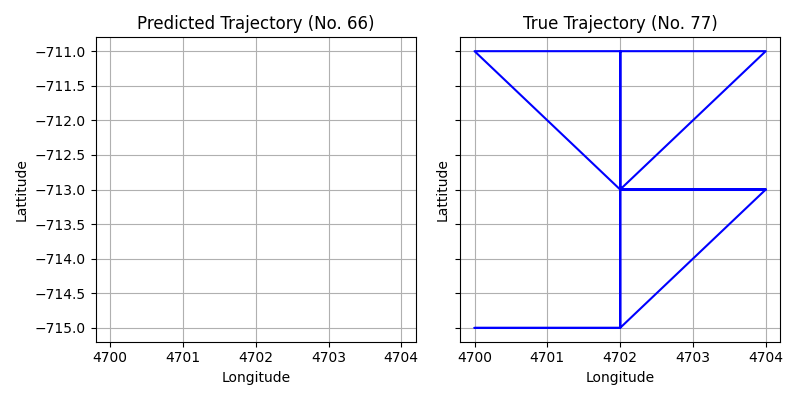 Predicted Trajectory (No. 66)
True Trajectory (No. 77)
−711.0
−711.5
−712.0
−712.5
−713.0
−713.5
−714.0
−714.5
−715.0
Lattitude
Lattitude
4700 4701 4702 4703 4704
4700 4701 4702 4703 4704
Longitude
Longitude